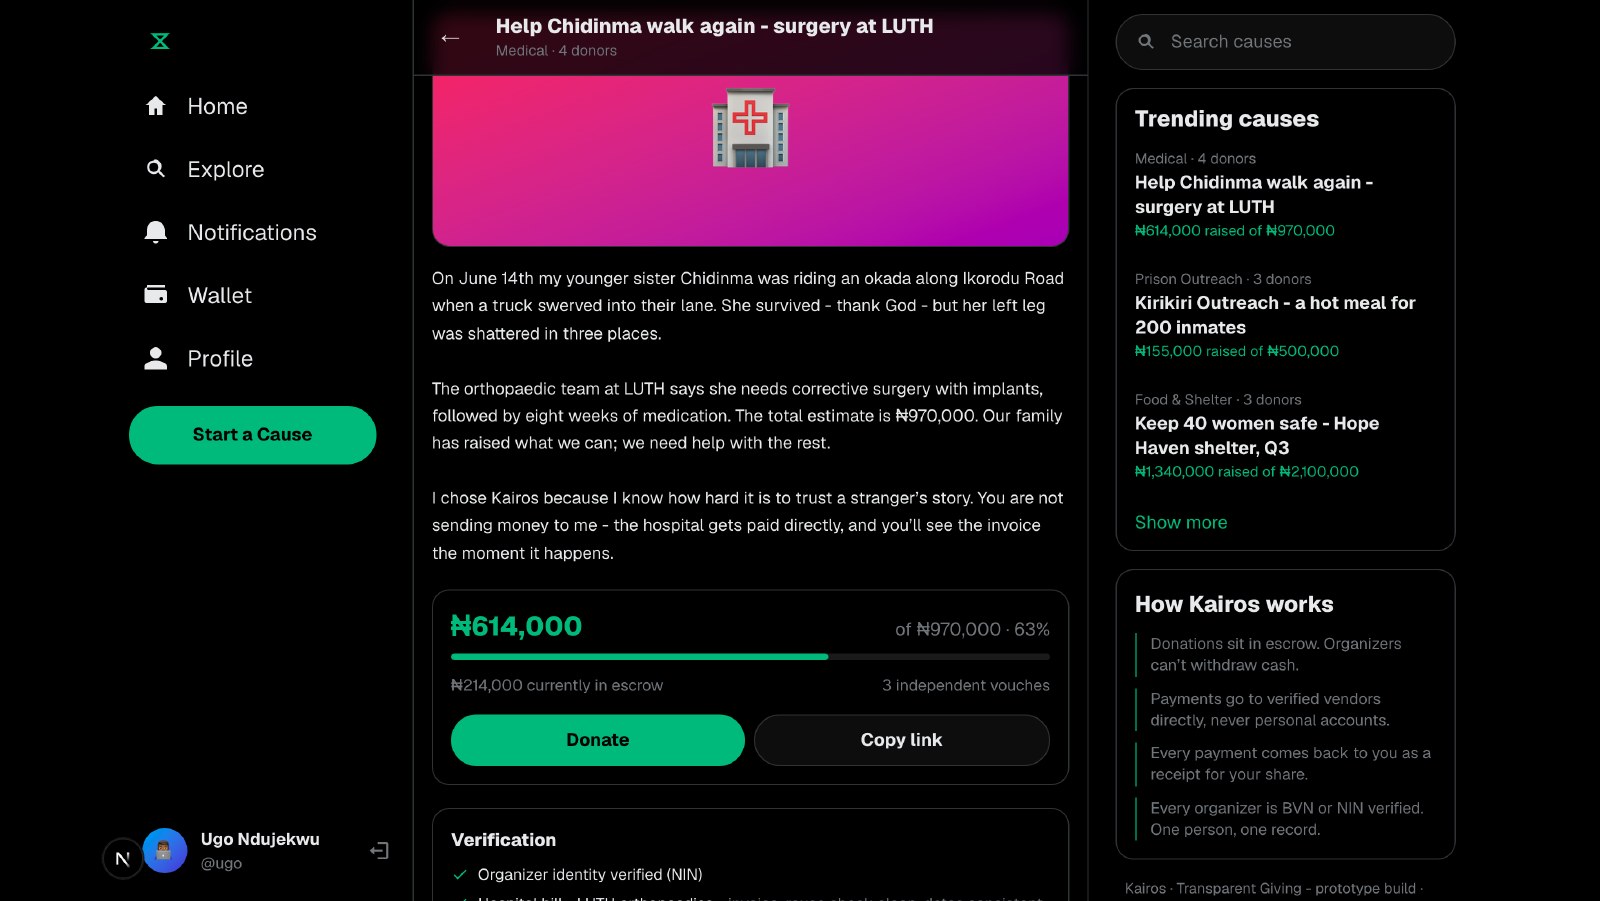 Home
Explore
Notifications
Wallet
Profile
Start a Cause
Ugo Ndujekwu
@ugo
N
←
Help Chidinma walk again - surgery at LUTH
Medical · 4 donors
On June 14th my younger sister Chidinma was riding an okada along Ikorodu Road
when a truck swerved into their lane. She survived - thank God - but her left leg
was shattered in three places.
The orthopaedic team at LUTH says she needs corrective surgery with implants,
followed by eight weeks of medication. The total estimate is ₦970,000. Our family
has raised what we can; we need help with the rest.
I chose Kairos because I know how hard it is to trust a stranger’s story. You are not
sending money to me - the hospital gets paid directly, and you’ll see the invoice
the moment it happens.
₦614,000
of ₦970,000 · 63%
₦214,000 currently in escrow
3 independent vouches
Donate
Copy link
Verification
Organizer identity verified (NIN)
Search causes
Trending causes
Medical · 4 donors
Help Chidinma walk again -
surgery at LUTH
₦614,000 raised of ₦970,000
Prison Outreach · 3 donors
Kirikiri Outreach - a hot meal for
200 inmates
₦155,000 raised of ₦500,000
Food & Shelter · 3 donors
Keep 40 women safe - Hope
Haven shelter, Q3
₦1,340,000 raised of ₦2,100,000
Show more
How Kairos works
Donations sit in escrow. Organizers
can’t withdraw cash.
Payments go to verified vendors
directly, never personal accounts.
Every payment comes back to you as a
receipt for your share.
Every organizer is BVN or NIN verified.
One person, one record.
Kairos · Transparent Giving - prototype build ·